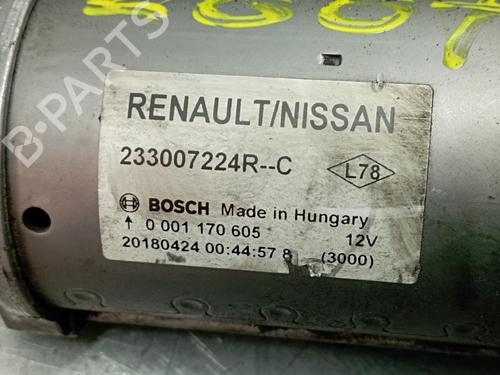 B-PARTS
RENAULT/NISSAN
233007224R--C
L78
BOSCH Made in Hungary
↑ 0 001 170 605 12V
20180424 00:44:57 8 (3000)